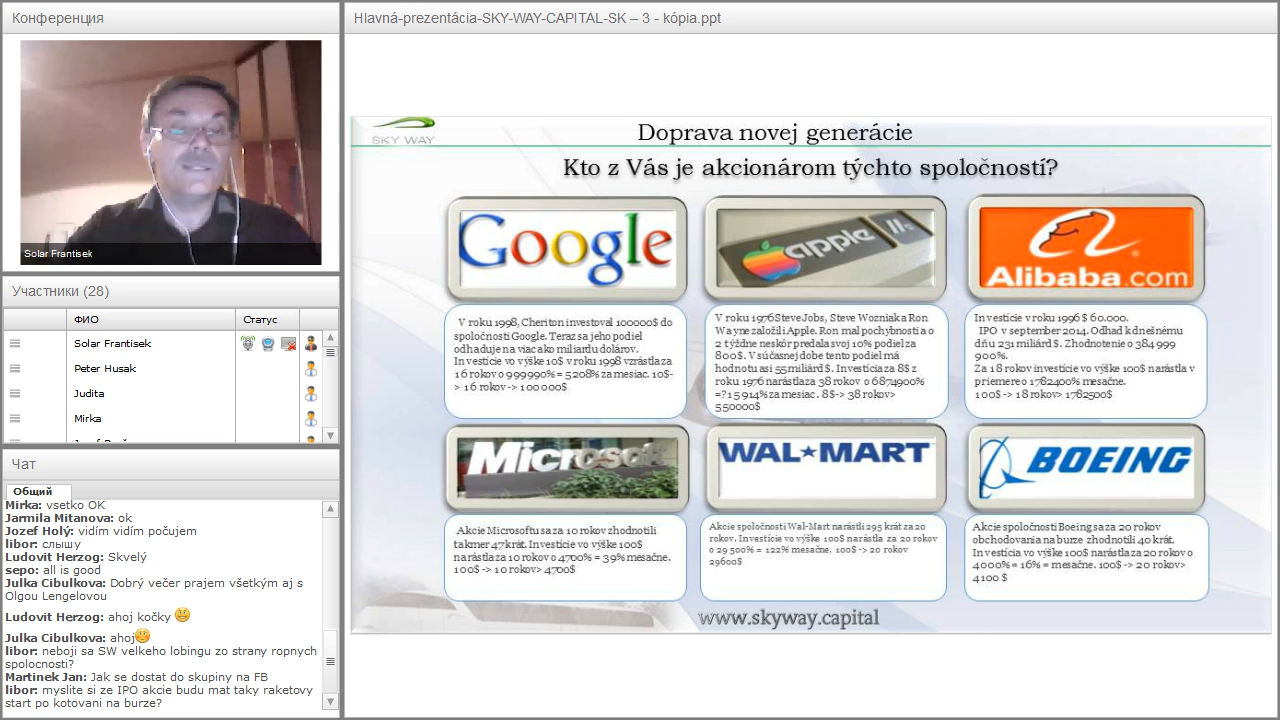 Конференция
Solar Frantisek
Участники (28)
ФИО
Статус
Solar Frantisek
Peter Husak
Judita
Mirka
Чат
Общий
Mirka: vsetko OK
Jarmila Mitanova: ok
Jozef Holý: vidím vidím počujem
libor: слышу
Ludovit Herzog: Skvelý
sepo: all is good
Julka Cibulkova: Dobrý večer prajem všetkým aj s
Olgou Lengelovou
Ludovit Herzog: ahoj kočky
Julka Cibulkova: ahoj
libor: neboji sa SW velkeho lobingu zo strany ropnych
spolocnosti?
Martinek Jan: Jak se dostat do skupiny na FB
libor: myslite si ze IPO akcie budu mat taky raketovy
start po kotovani na burze?
Hlavná-prezentácia-SKY-WAY-CAPITAL-SK – 3 - kópia.ppt
SKY WAY
Doprava novej generácie
Kto z Vás je akcionárom týchto spoločností?
Google
V roku 1998, Cheriton investoval 100000$ do
spoločnosti Google. Teraz sa jeho podiel
odhaduje na viac ako miliardu dolárov.
Investície vo výške 10$ v roku 1998 vzrástla za
16 rokov o 999990% = 5208% za mesiac. 10$-
> 16 rokov -> 100 000$
apple
V roku 1976 Steve Jobs, Steve Wozniak a Ron
Wayne založili Apple. Ron mal pochybnosti a o
2 týždne neskôr predala svoj 10% podiel za
800$. V súčasnej dobe tento podiel má
hodnotu asi 55 miliárd $. Investícia za 8$ z
roku 1976 narástla za 38 rokov o 6874900%
=?15 914% za mesiac. 8$-> 38 rokov>
550000$
Alibaba.com
Investície v roku 1996 $ 60.000.
IPO v september 2014. Odhad k dnešnému
dňu 231 miliárd $. Zhodnotenie o 384 999
900%.
Za 18 rokov investície vo výške 100$ narástla v
priemere o 1782400% mesačne.
100$ -> 18 rokov> 1782500$
Microsoft
Akcie Microsoftu sa za 10 rokov zhodnotili
takmer 47 krát. Investície vo výške 100$
narástla za 10 rokov o 4700% = 39% mesačne.
100$ -> 10 rokov> 4700$
WAL★MART
Akcie spoločnosti Wal-Mart narástli 295 krát za 20
rokov. Investície vo výške 100$ narástla za 20 rokov
o 29 500% = 122% mesačne. 100$ -> 20 rokov
29600$
BOEING
Akcie spoločnosti Boeing sa za 20 rokov
obchodovania na burze zhodnotili 40 krát.
Investícia vo výške 100$ narástla za 20 rokov o
4000% = 16% = mesačne. 100$ -> 20 rokov>
4100 $
www.skyway.capital